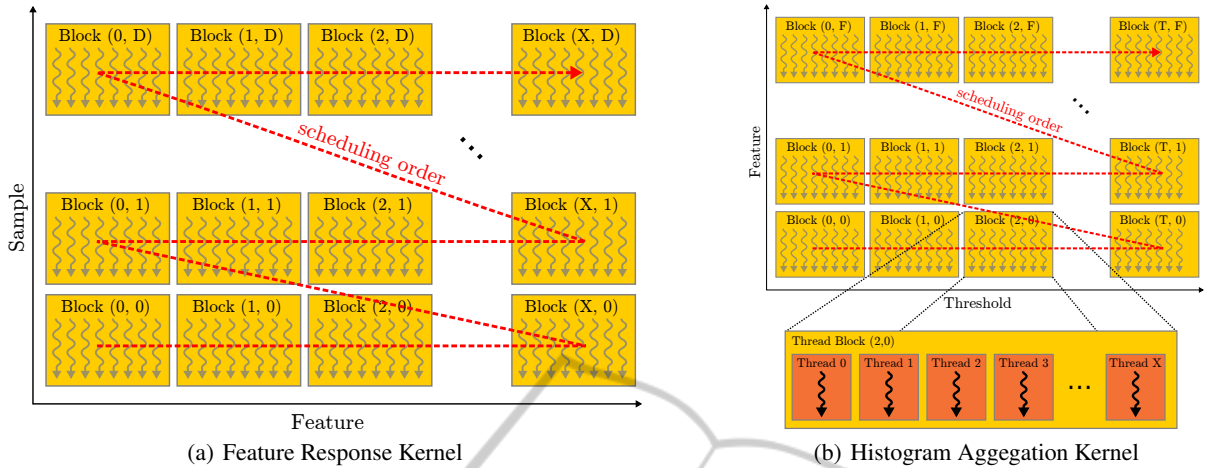 Block (0, D) Block (1, D) Block (2, D) Block (X, D)
scheduling order
Sample
Block (0, 1) Block (1, 1) Block (2, 1) Block (X, 1)
Block (0, 0) Block (1, 0) Block (2, 0) Block (X, 0)
Feature
(a) Feature Response Kernel
Block (0, F) Block (1, F) Block (2, F) Block (T, F)
scheduling order
Feature
Block (0, 1) Block (1, 1) Block (2, 1) Block (T, 1)
Block (0, 0) Block (1, 0) Block (2, 0) Block (T, 0)
Threshold
Thread Block (2,0)
Thread 0 Thread 1 Thread 2 Thread 3 ... Thread X
(b) Histogram Aggegation Kernel